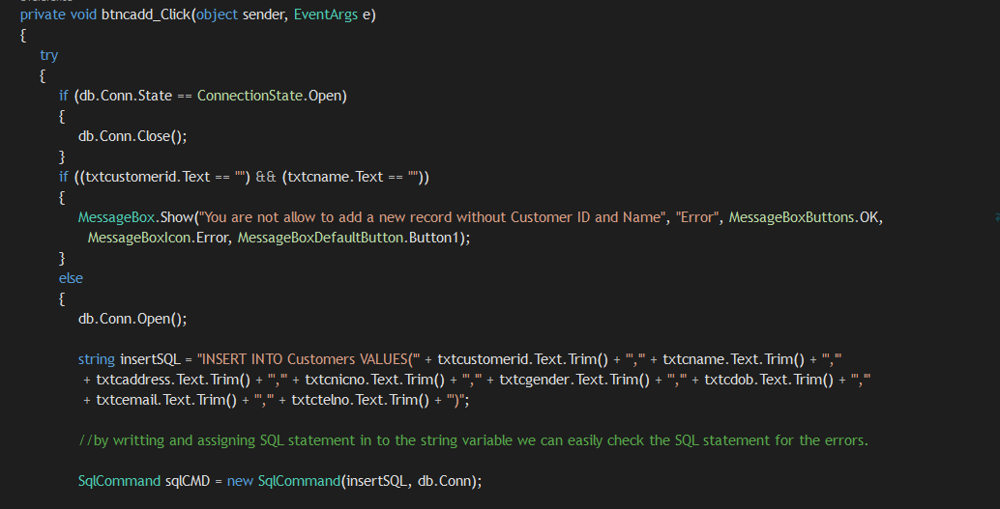 private void btncadd_Click(object sender, EventArgs e)
{
try
{
if (db.Conn.State == ConnectionState.Open)
{
db.Conn.Close();
}
if ((txtcustomerid.Text == "") && (txtcname.Text == ""))
{
MessageBox.Show("You are not allow to add a new record without Customer ID and Name", "Error", MessageBoxButtons.OK,
MessageBoxIcon.Error, MessageBoxDefaultButton.Button1);
}
else
{
db.Conn.Open();
string insertSQL = "INSERT INTO Customers VALUES('" + txtcustomerid.Text.Trim() + "','" + txtcname.Text.Trim() + "','"
+ txtcaddress.Text.Trim() + "','" + txtcnicno.Text.Trim() + "','" + txtcgender.Text.Trim() + "','" + txtcdob.Text.Trim() + "','"
+ txtcemail.Text.Trim() + "','" + txtctelno.Text.Trim() + "')";
//by writting and assigning SQL statement in to the string variable we can easily check the SQL statement for the errors.
SqlCommand sqlCMD = new SqlCommand(insertSQL, db.Conn);